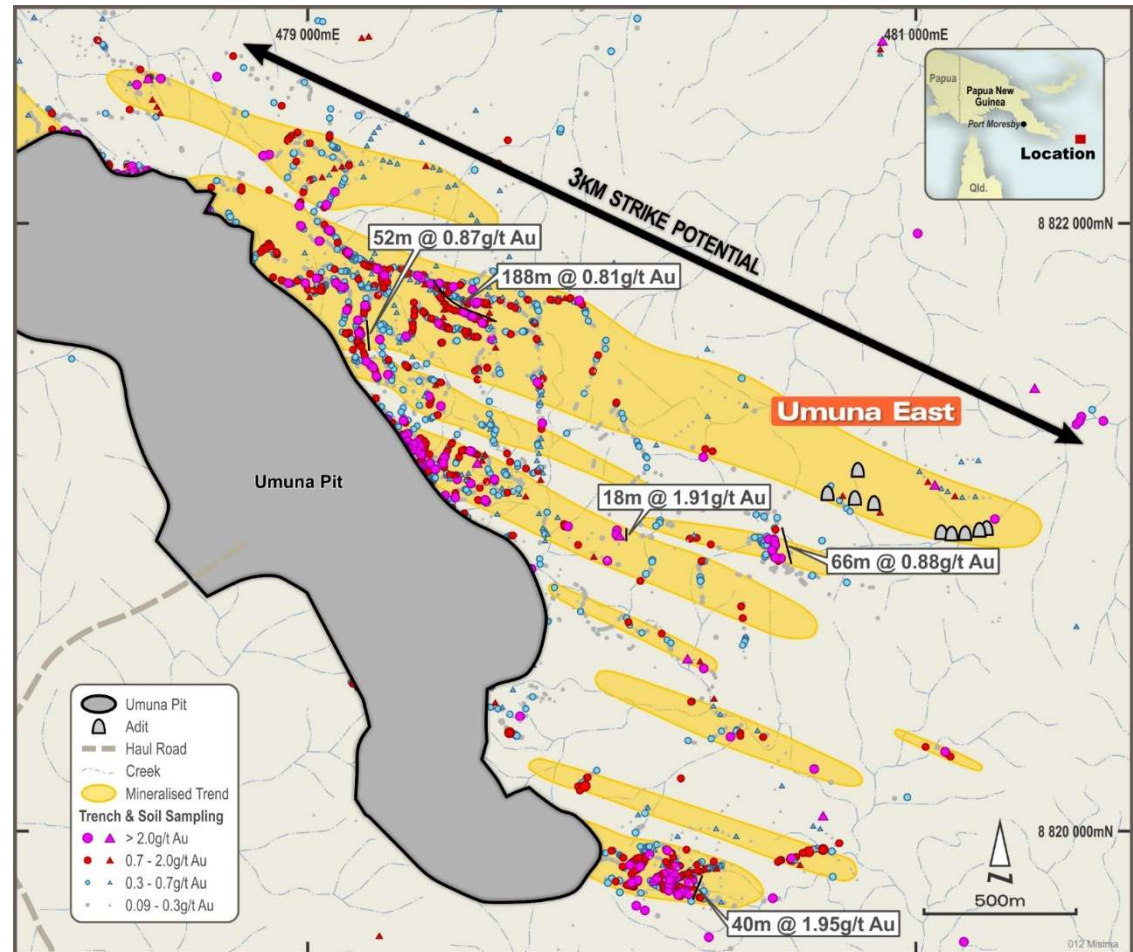 479 000mE
481 000mE
Papua
Papua New
Guinea
Port Moresby
Location
Qld.
3KM STRIKE POTENTIAL
8 822 000mN
52m @ 0.87g/t Au
188m @ 0.81g/t Au
Umuna East
Umuna Pit
18m @ 1.91g/t Au
66m @ 0.88g/t Au
Umuna Pit
Adit
Haul Road
Creek
Mineralised Trend
Trench & Soil Sampling
> 2.0g/t Au
0.7 - 2.0g/t Au
0.3 - 0.7g/t Au
0.09 - 0.3g/t Au
8 820 000mN
N
500m
40m @ 1.95g/t Au
012 Misima